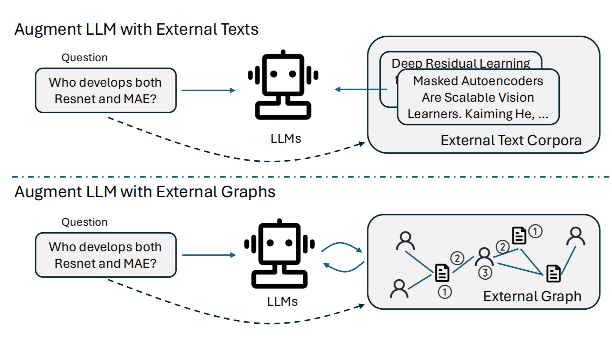 Augment LLM with External Texts
Question
Who develops both
Resnet and MAE?
LLMs
Deep Residual Learning
Masked Autoencoders
Are Scalable Vision
Learners. Kaiming He, ...
External Text Corpora
Augment LLM with External Graphs
Question
Who develops both
Resnet and MAE?
LLMs
②
①
③
②
①
External Graph